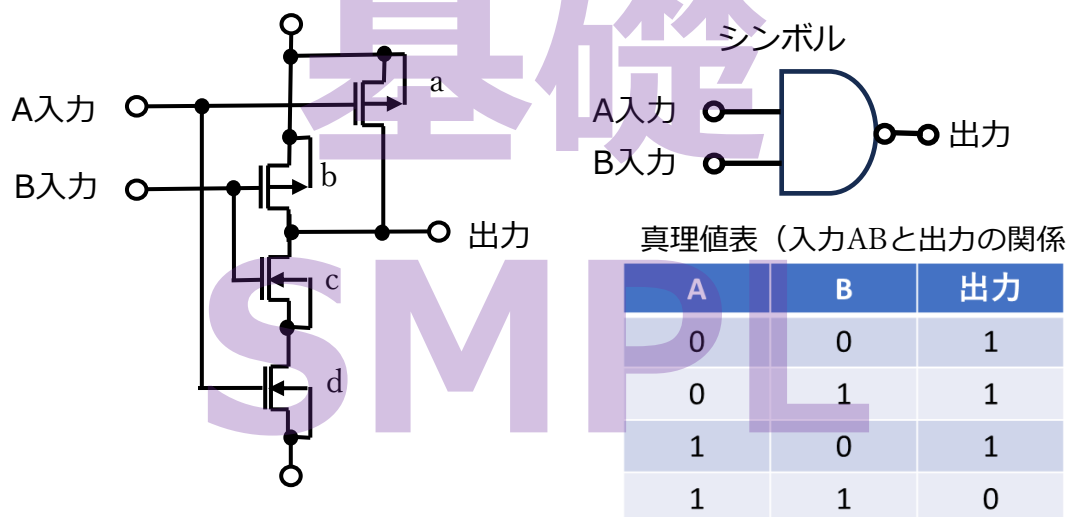 基礎
SMPL
A入力
B入力
a
b
c
d
出力
シンボル
A入力
B入力
出力
真理値表（入力ABと出力の関係
A B 出力
0 0 1
0 1 1
1 0 1
1 1 0